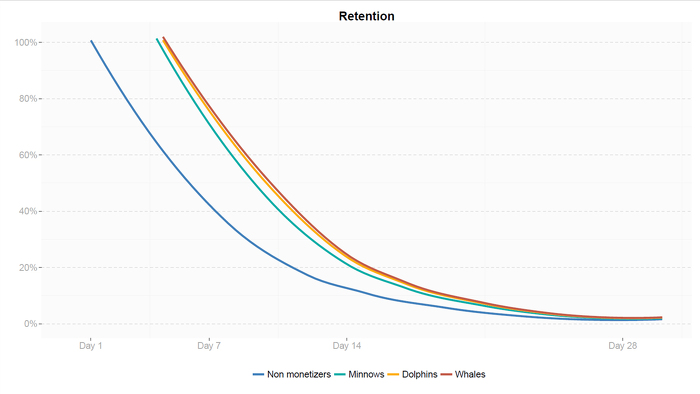 Retention
100%
80%
60%
40%
20%
0%
Day 1 Day 7 Day 14 Day 28
Non monetizers Minnows Dolphins Whales